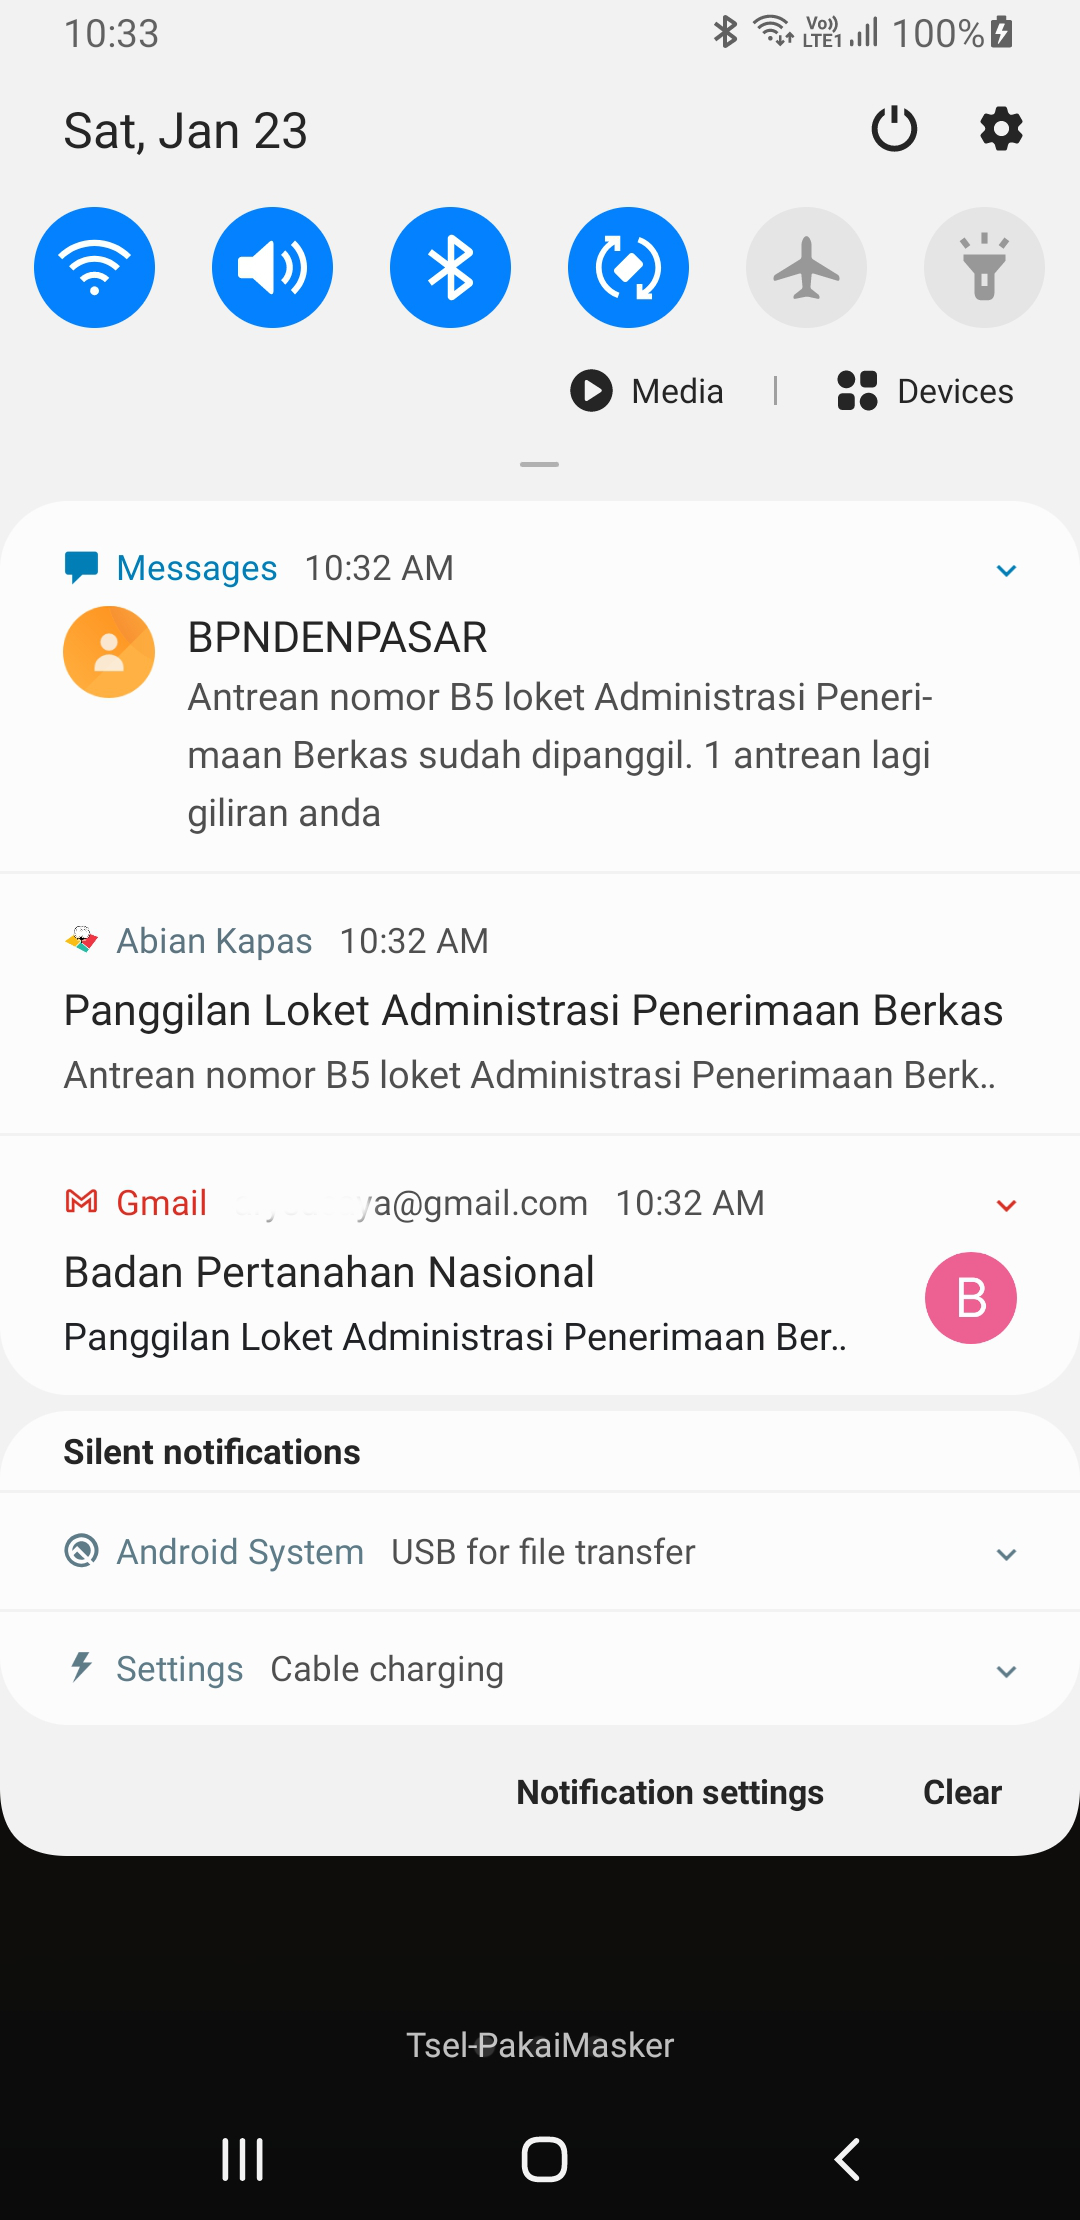 10:33 Vo)) LTE1 100%
Sat, Jan 23
Media | Devices
Messages 10:32 AM
BPNDENPASAR
Antrean nomor B5 loket Administrasi Peneri-
maan Berkas sudah dipanggil. 1 antrean lagi
giliran anda
Abian Kapas 10:32 AM
Panggilan Loket Administrasi Penerimaan Berkas
Antrean nomor B5 loket Administrasi Penerimaan Berk..
Gmail ya@gmail.com 10:32 AM
Badan Pertanahan Nasional
B
Panggilan Loket Administrasi Penerimaan Ber..
Silent notifications
Android System USB for file transfer
Settings Cable charging
Notification settings Clear
Tsel-PakaiMasker